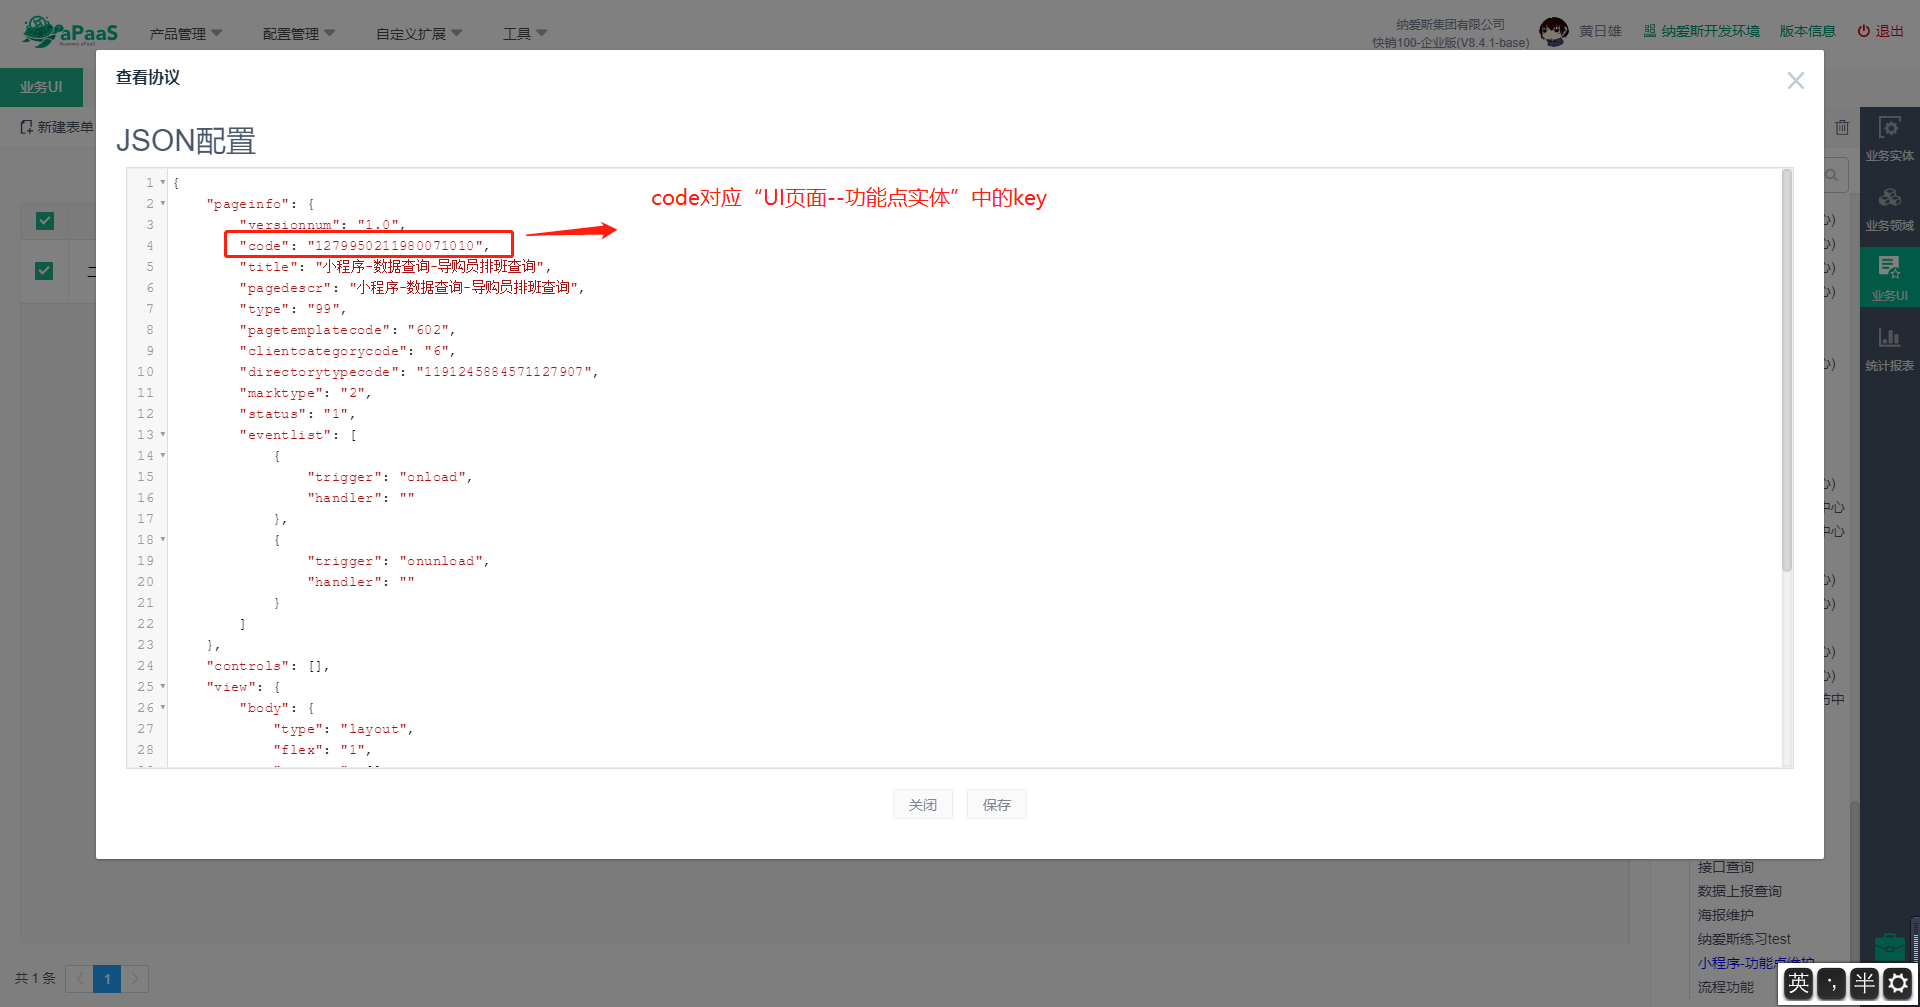 aPaaS
产品管理
配置管理
自定义扩展
工具
纳爱斯集团有限公司
快销100-企业版(V8.4.1-base)
黄日雄
纳爱斯开发环境
版本信息
退出
业务UI
新建表单
查看协议
JSON配置
code对应“UI页面--功能点实体”中的key
1 {
2 "pageinfo": {
3 "versionnum": "1.0",
4 "code": "1279950211980071010",
5 "title": "小程序-数据查询-导购员排班查询",
6 "pagedescr": "小程序-数据查询-导购员排班查询",
7 "type": "99",
8 "pagetemplatecode": "602",
9 "clientcategorycode": "6",
10 "directorytypecode": "1191245884571127907",
11 "marktype": "2",
12 "status": "1",
13 "eventlist": [
14 {
15 "trigger": "onload",
16 "handler": ""
17 },
18 {
19 "trigger": "onunload",
20 "handler": ""
21 }
22 ]
23 },
24 "controls": [],
25 "view": {
26 "body": {
27 "type": "layout",
28 "flex": "1",
关闭
保存
业务实体
业务领域
业务UI
统计报表
中心
中心
访中
接口查询
数据上报查询
海报维护
纳爱斯练习test
小程序-功能点维护
流程功能
共 1 条
1
英
半